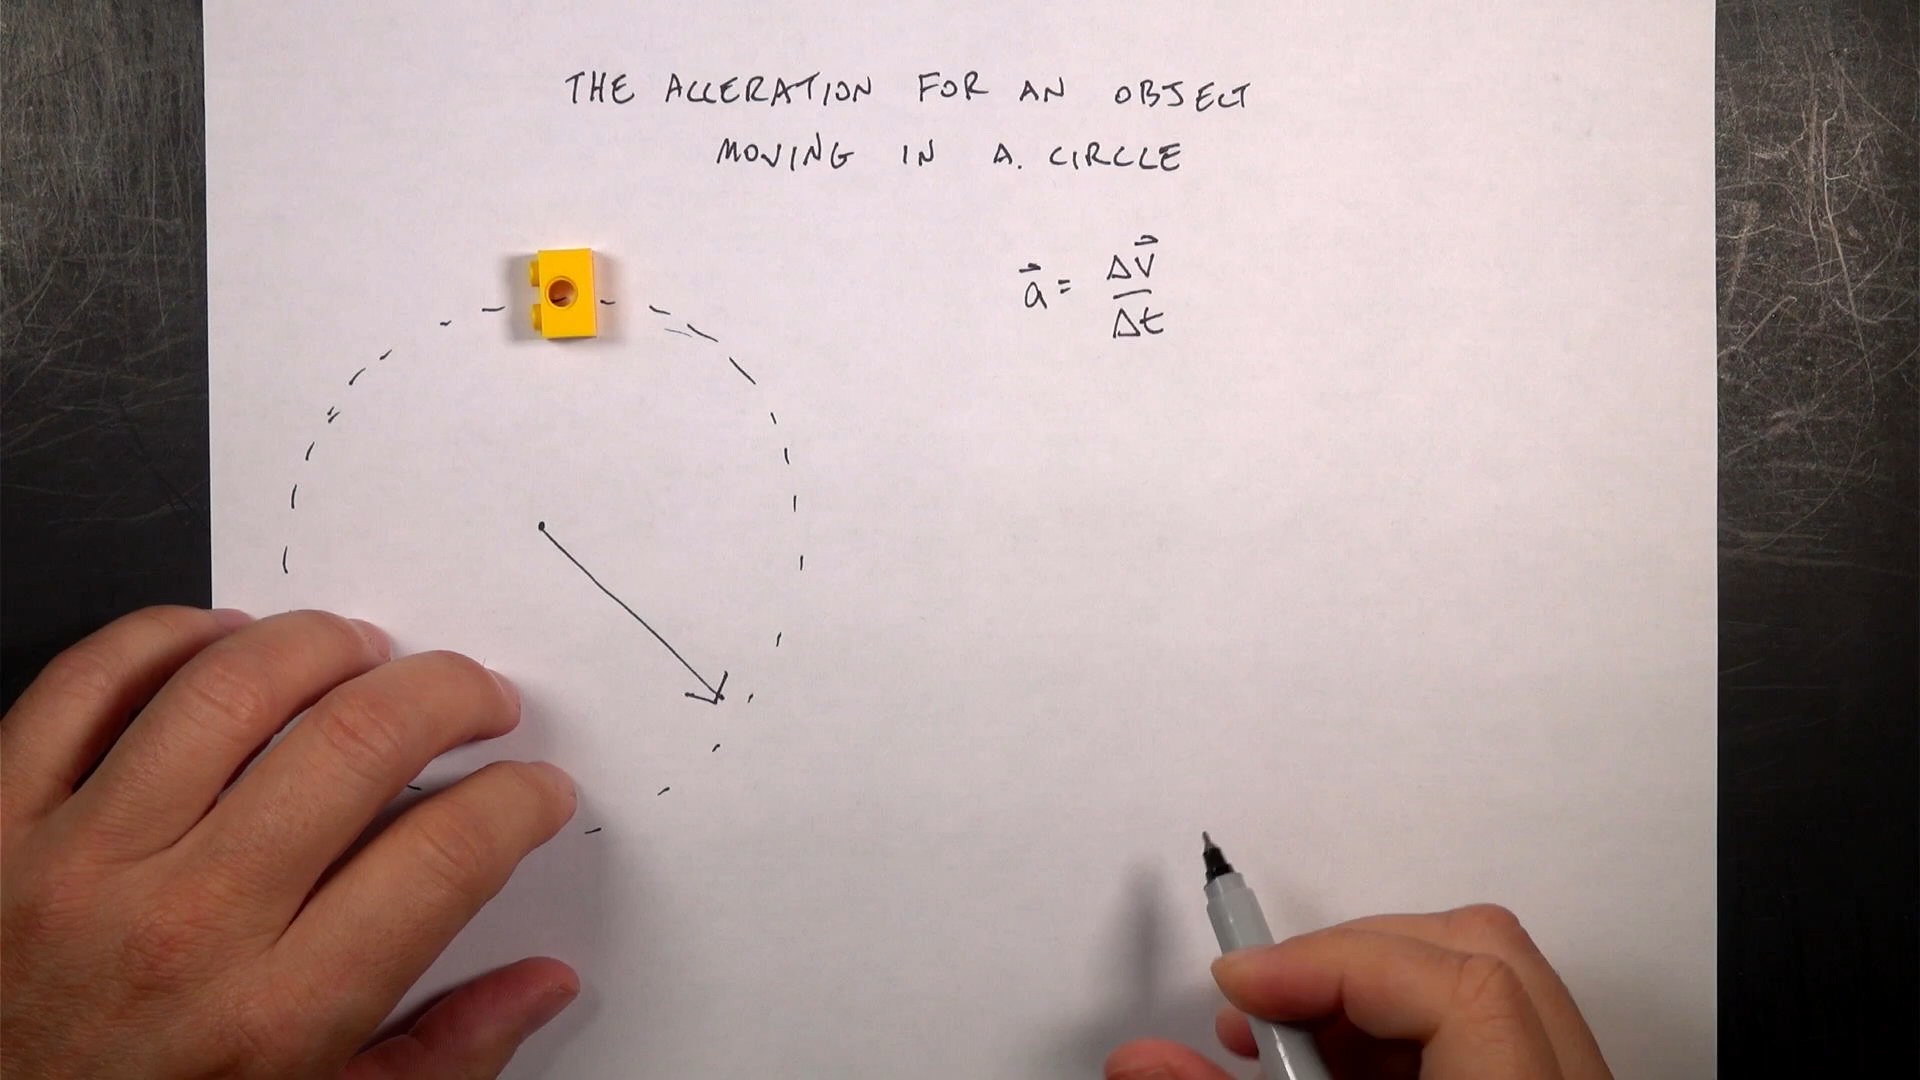 THE ACCERATION FOR AN OBJECT
MOVING IN A. CIRCLE
a⃗ = Δv⃗/Δt